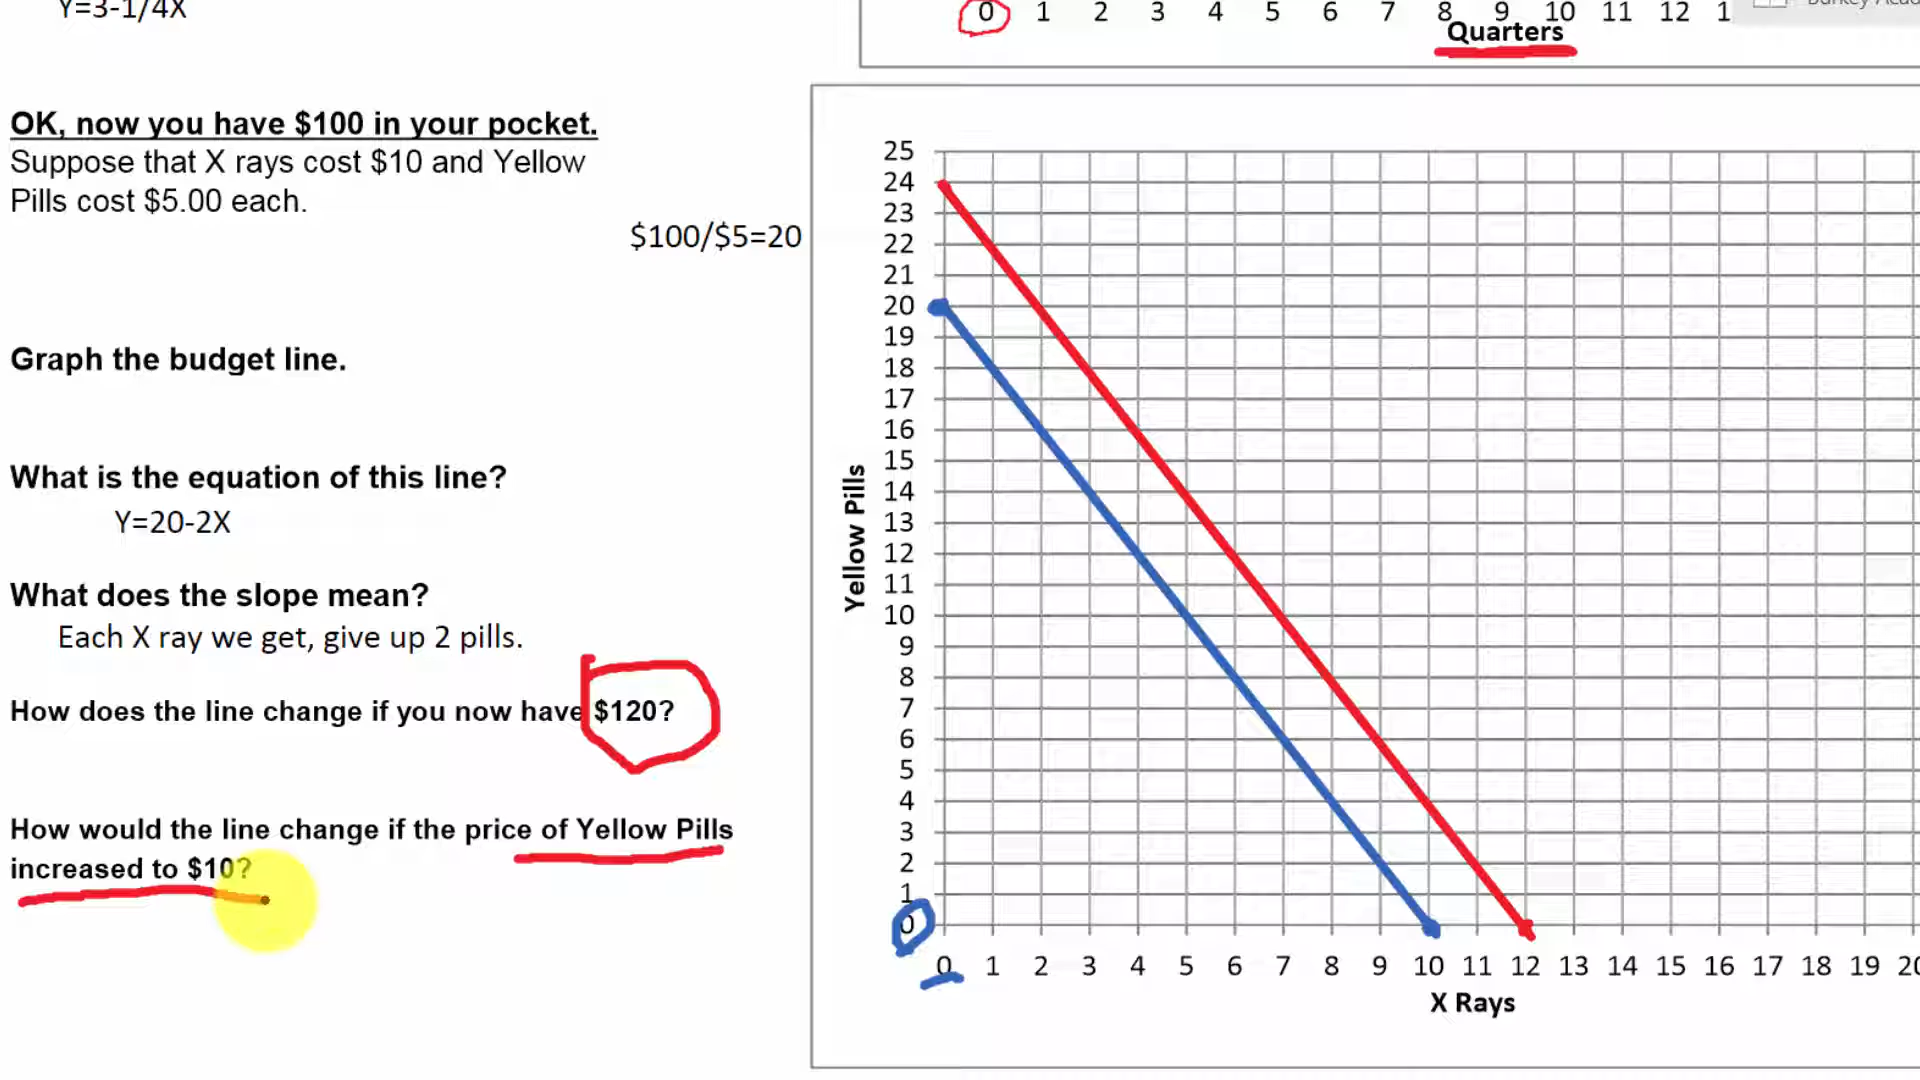 Y=3-1/4X
0 1 2 3 4 5 6 7 8 9 10 11 12 1
Quarters
OK, now you have $100 in your pocket.
Suppose that X rays cost $10 and Yellow
Pills cost $5.00 each.
$100/$5=20
Graph the budget line.
What is the equation of this line?
Y=20-2X
What does the slope mean?
Each X ray we get, give up 2 pills.
How does the line change if you now have $120?
How would the line change if the price of Yellow Pills
increased to $10?
Yellow Pills
25
24
23
22
21
20
19
18
17
16
15
14
13
12
11
10
9
8
7
6
5
4
3
2
1
0
0 1 2 3 4 5 6 7 8 9 10 11 12 13 14 15 16 17 18 19 20
X Rays